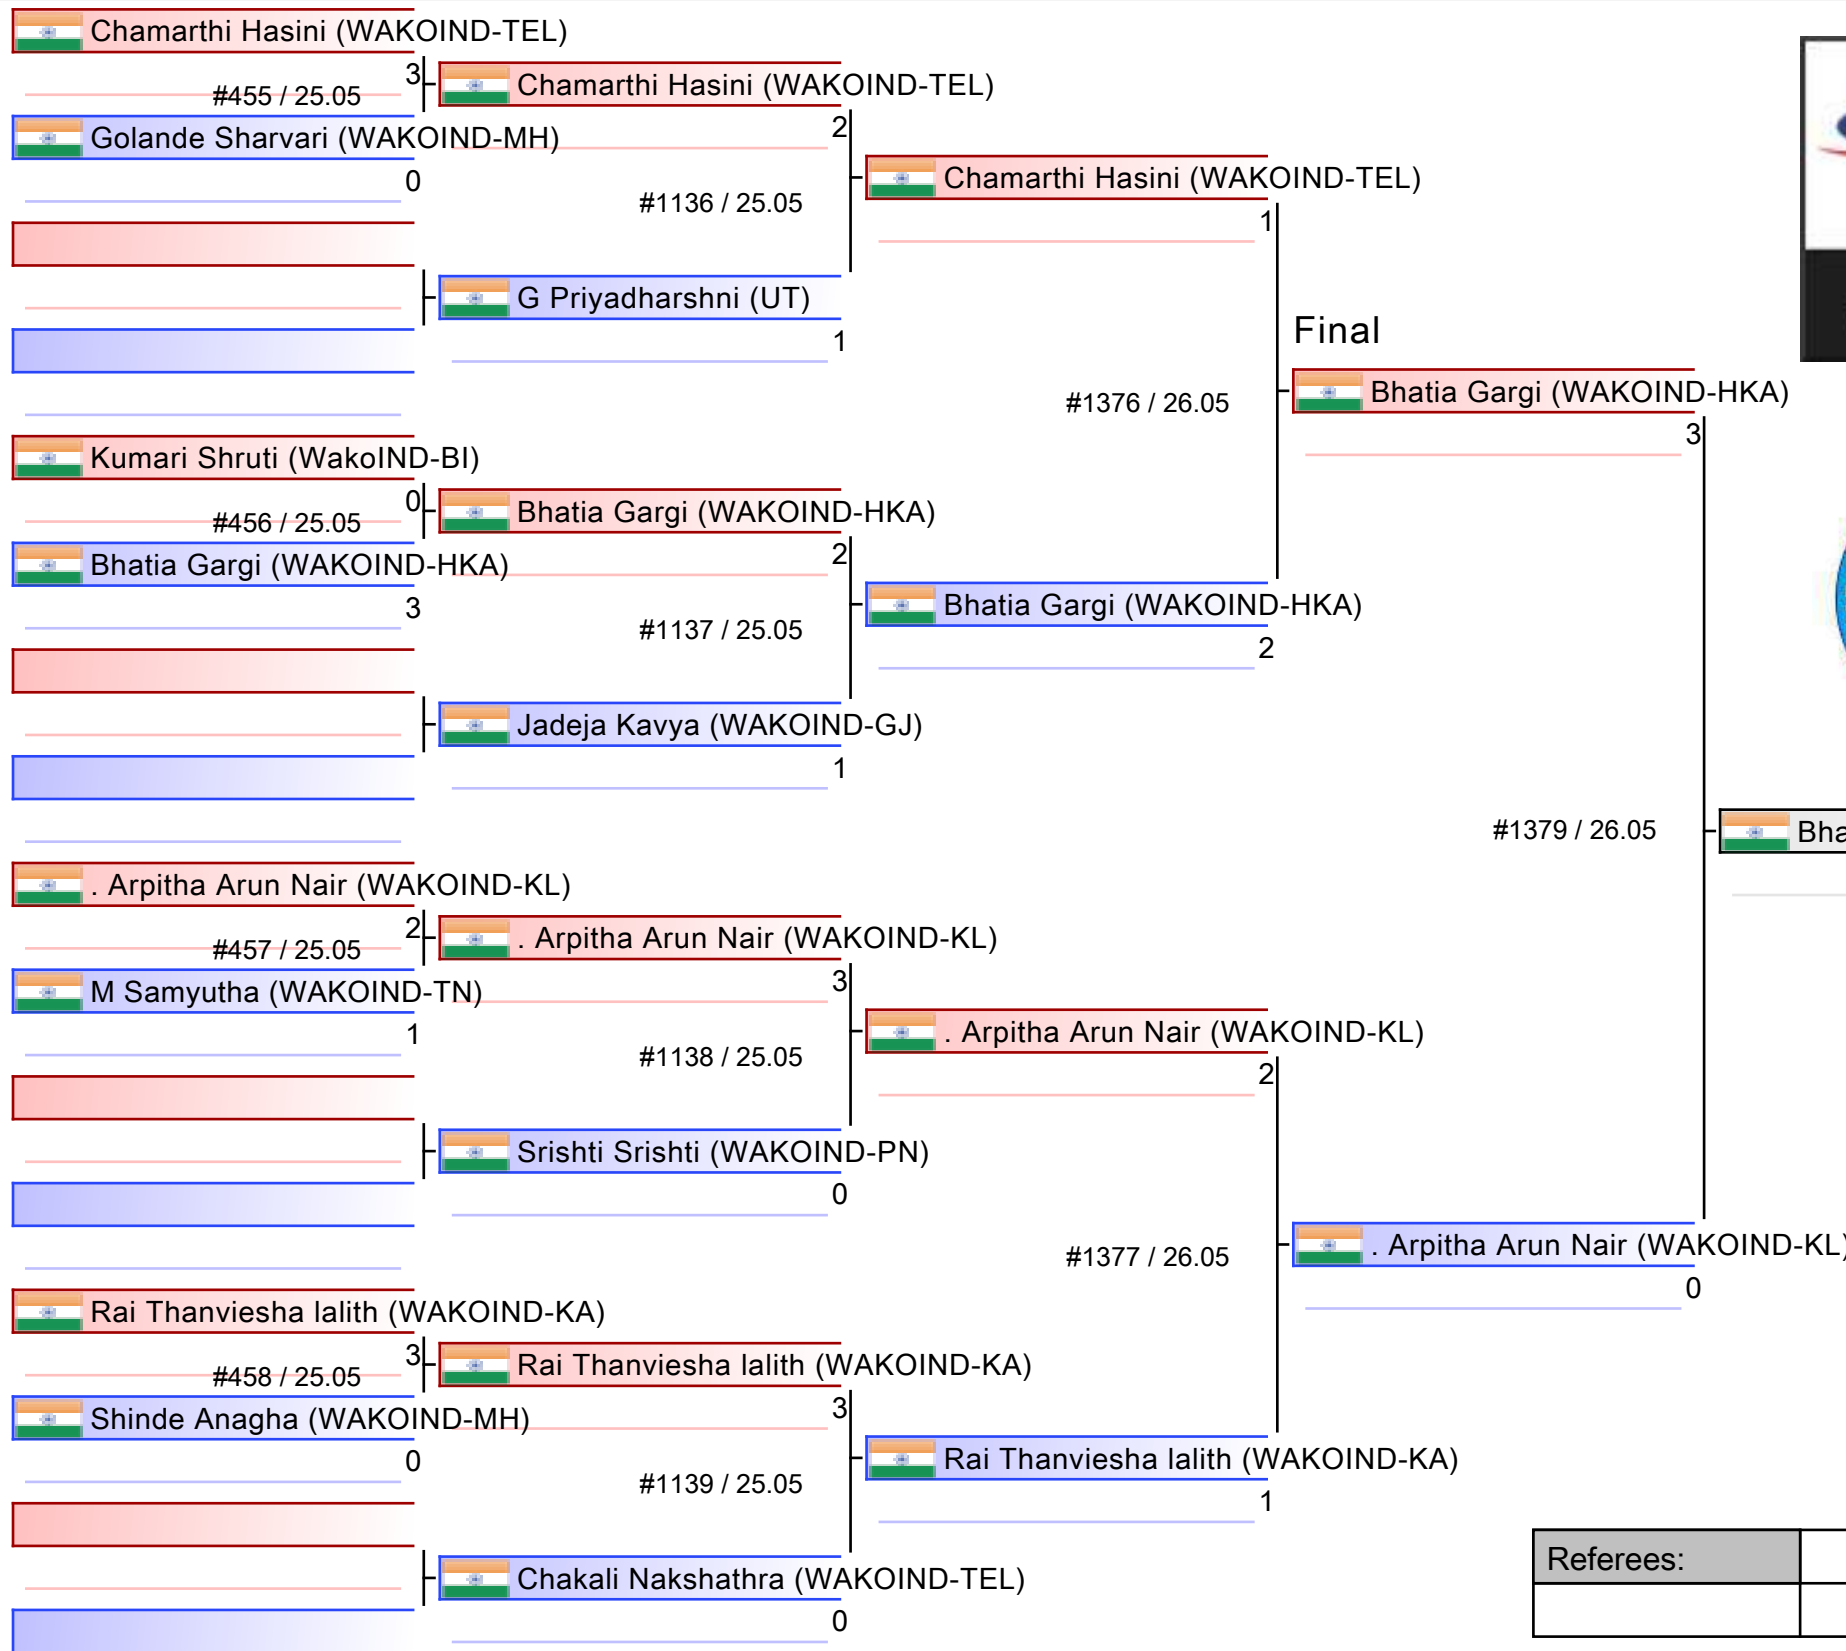 Chamarthi Hasini (WAKOIND-TEL)
3
#455 / 25.05
Golande Sharvari (WAKOIND-MH)
0
Kumari Shruti (WakoIND-BI)
0
#456 / 25.05
Bhatia Gargi (WAKOIND-HKA)
3
. Arpitha Arun Nair (WAKOIND-KL)
2
#457 / 25.05
M Samyutha (WAKOIND-TN)
1
Rai Thanviesha lalith (WAKOIND-KA)
3
#458 / 25.05
Shinde Anagha (WAKOIND-MH)
0
Chamarthi Hasini (WAKOIND-TEL)
2
#1136 / 25.05
G Priyadharshni (UT)
1
Bhatia Gargi (WAKOIND-HKA)
2
#1137 / 25.05
Jadeja Kavya (WAKOIND-GJ)
1
. Arpitha Arun Nair (WAKOIND-KL)
3
#1138 / 25.05
Srishti Srishti (WAKOIND-PN)
0
Rai Thanviesha lalith (WAKOIND-KA)
3
#1139 / 25.05
Chakali Nakshathra (WAKOIND-TEL)
0
Chamarthi Hasini (WAKOIND-TEL)
1
#1376 / 26.05
Bhatia Gargi (WAKOIND-HKA)
2
. Arpitha Arun Nair (WAKOIND-KL)
2
#1377 / 26.05
Rai Thanviesha lalith (WAKOIND-KA)
1
Final
Bhatia Gargi (WAKOIND-HKA)
3
#1379 / 26.05
. Arpitha Arun Nair (WAKOIND-KL)
0
Referees: